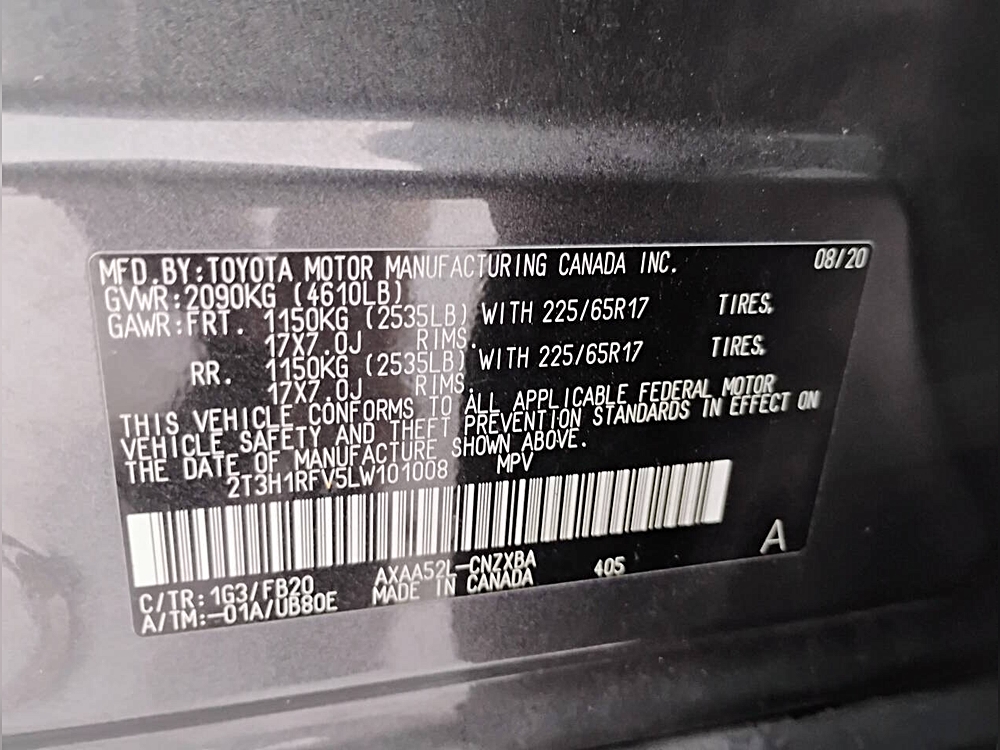 MFD. BY: TOYOTA MOTOR MANUFACTURING CANADA INC. 08/20
GVWR: 2090KG (4610LB)
GAWR: FRT. 1150KG (2535LB) WITH 225/65R17 TIRES,
17X7.0J RIMS.
RR. 1150KG (2535LB) WITH 225/65R17 TIRES,
17X7.0J RIMS.
THIS VEHICLE CONFORMS TO ALL APPLICABLE FEDERAL MOTOR
VEHICLE SAFETY AND THEFT PREVENTION STANDARDS IN EFFECT ON
THE DATE OF MANUFACTURE SHOWN ABOVE.
2T3H1RFV5LW101008 MPV
A
C/TR: 1G3/FB20 AXAA52L-CNZXBA 405
A/TM:-01A/UB80E MADE IN CANADA